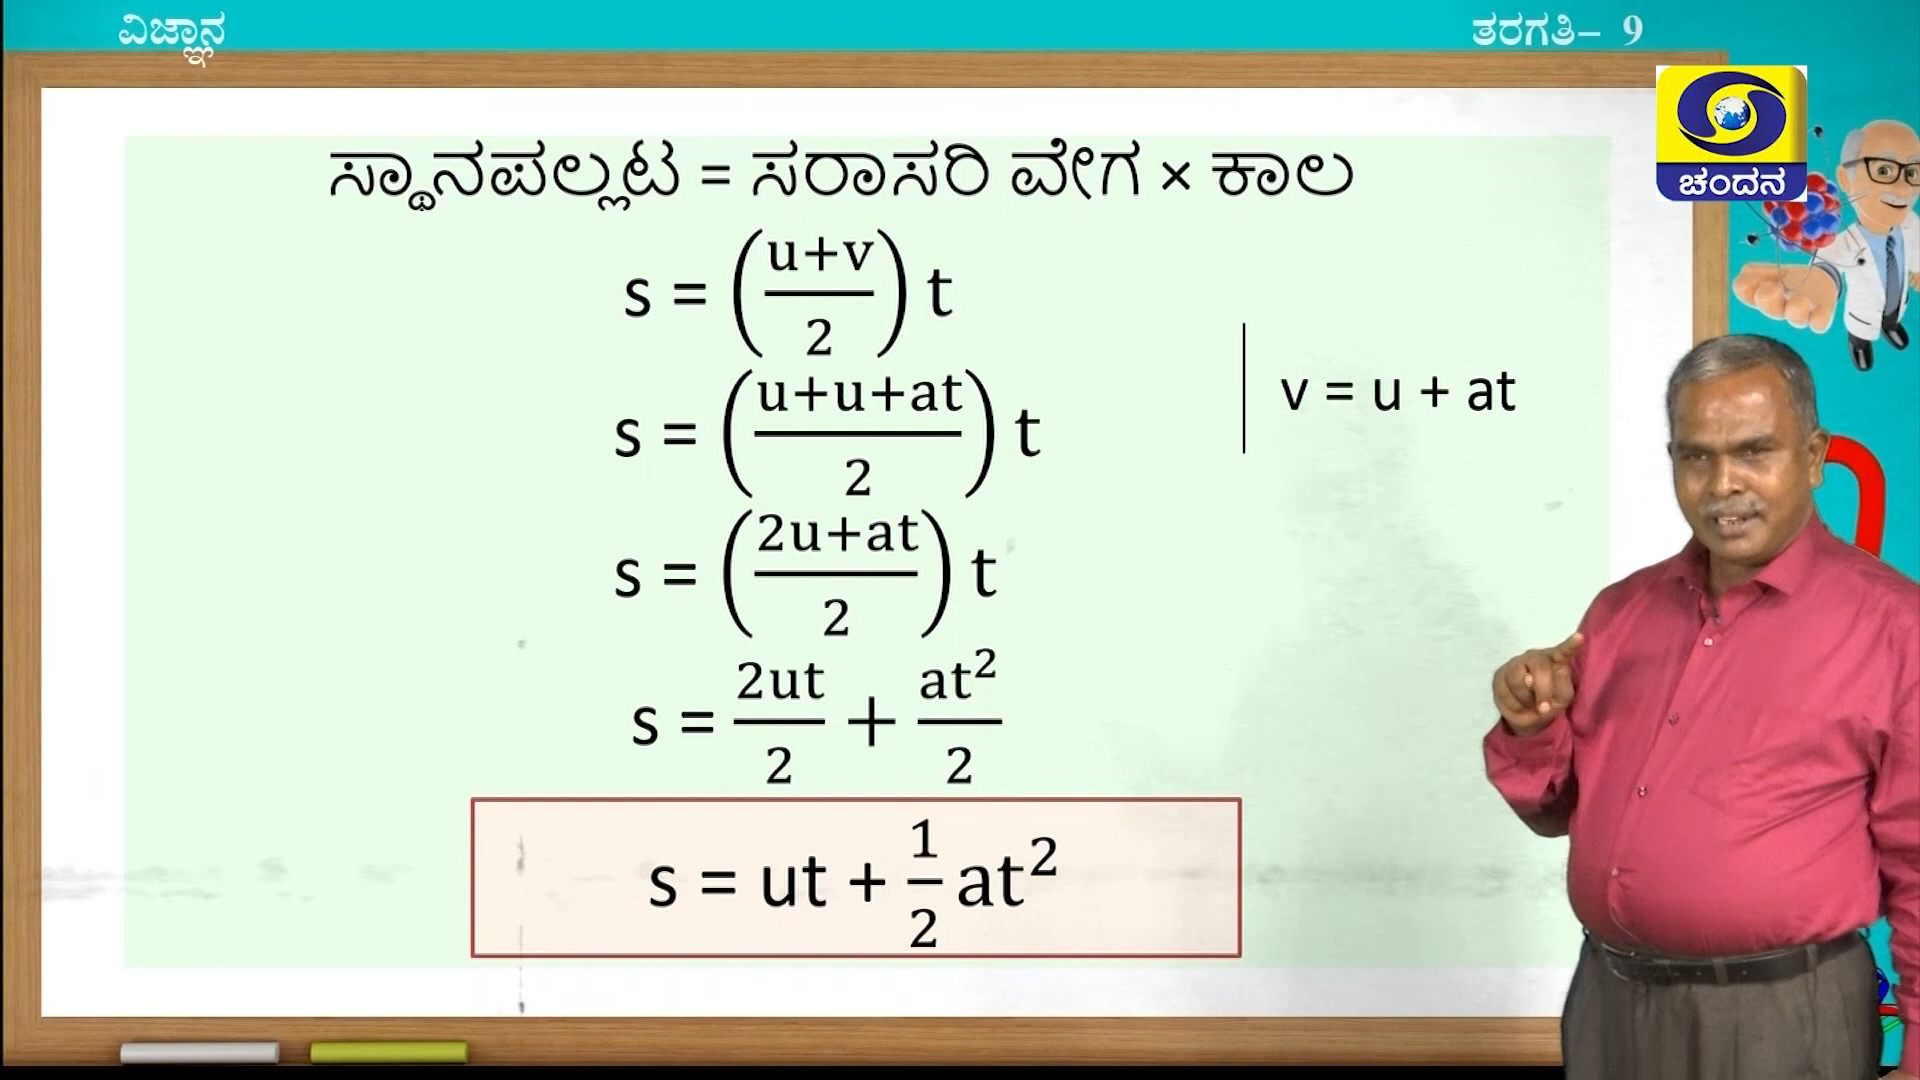 ವಿಜ್ಞಾನ
ತರಗತಿ– 9
ಚಂದನ
ಸ್ಥಾನಪಲ್ಲಟ = ಸರಾಸರಿ ವೇಗ × ಕಾಲ
s = (u+v/2) t
v = u + at
s = (u+u+at/2) t
s = (2u+at/2) t
s = 2ut/2 + at²/2
s = ut + 1/2 at²